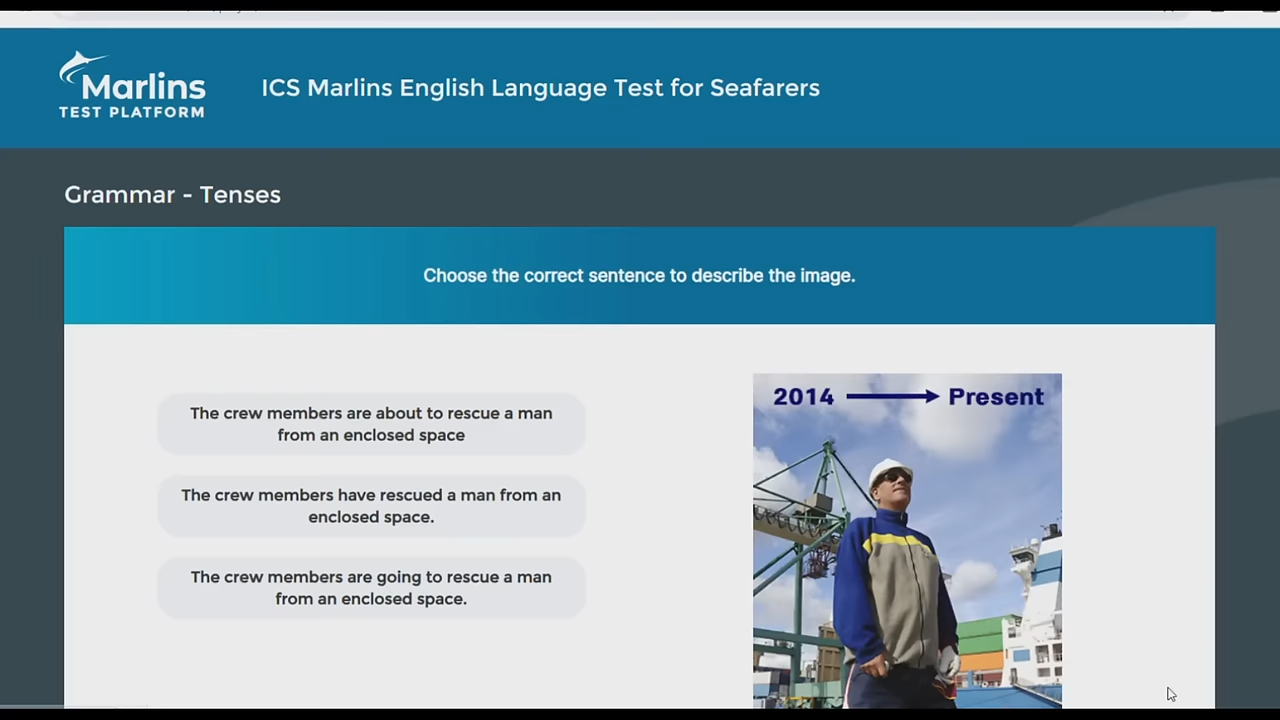 Marlins
TEST PLATFORM
ICS Marlins English Language Test for Seafarers
Grammar - Tenses
Choose the correct sentence to describe the image.
The crew members are about to rescue a man
from an enclosed space
The crew members have rescued a man from an
enclosed space.
The crew members are going to rescue a man
from an enclosed space.
2014 Present